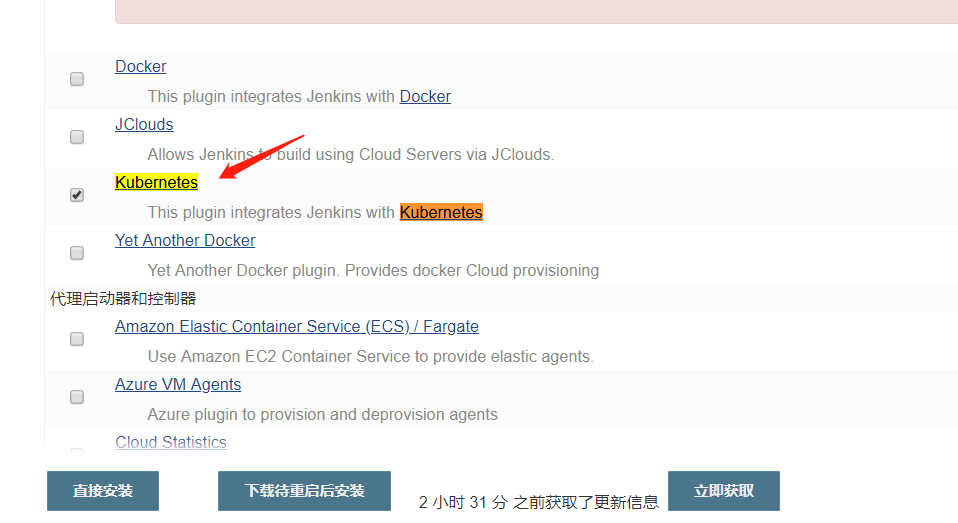 Docker
This plugin integrates Jenkins with Docker
JClouds
Allows Jenkins to build using Cloud Servers via JClouds.
Kubernetes
This plugin integrates Jenkins with Kubernetes
Yet Another Docker
Yet Another Docker plugin. Provides docker Cloud provisioning
代理启动器和控制器
Amazon Elastic Container Service (ECS) / Fargate
Use Amazon EC2 Container Service to provide elastic agents.
Azure VM Agents
Azure plugin to provision and deprovision agents
Cloud Statistics
直接安装 下载待重启后安装 2 小时 31 分 之前获取了更新信息 立即获取